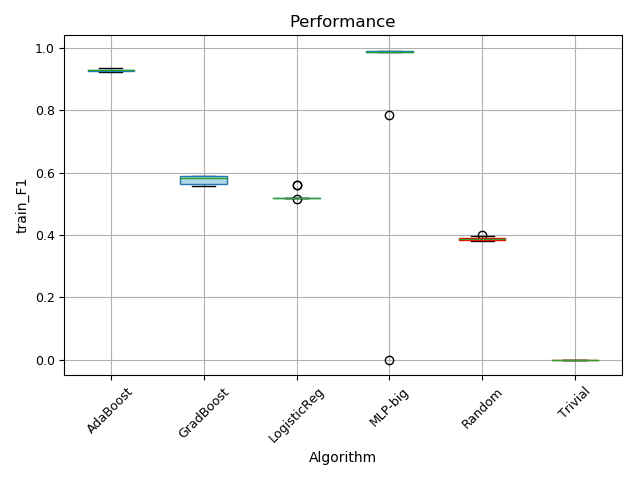 Performance
train_F1
1.0
0.8
0.6
0.4
0.2
0.0
AdaBoost
GradBoost
LogisticReg
MLP-big
Random
Trivial
Algorithm